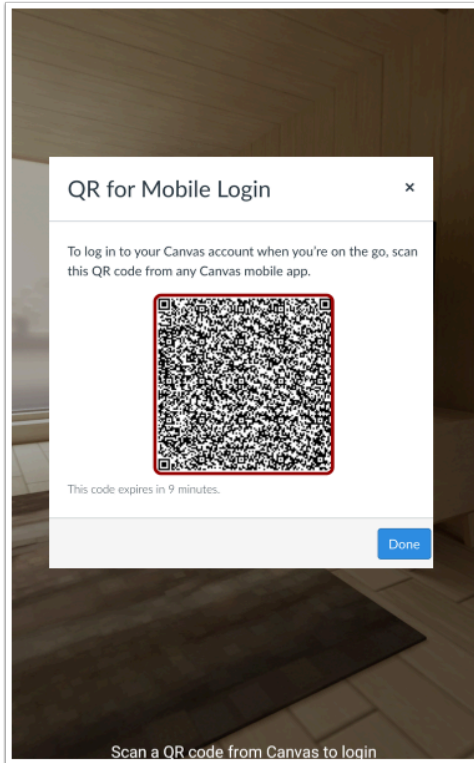 QR for Mobile Login ×
To log in to your Canvas account when you're on the go, scan
this QR code from any Canvas mobile app.
This code expires in 9 minutes.
Done
Scan a QR code from Canvas to login